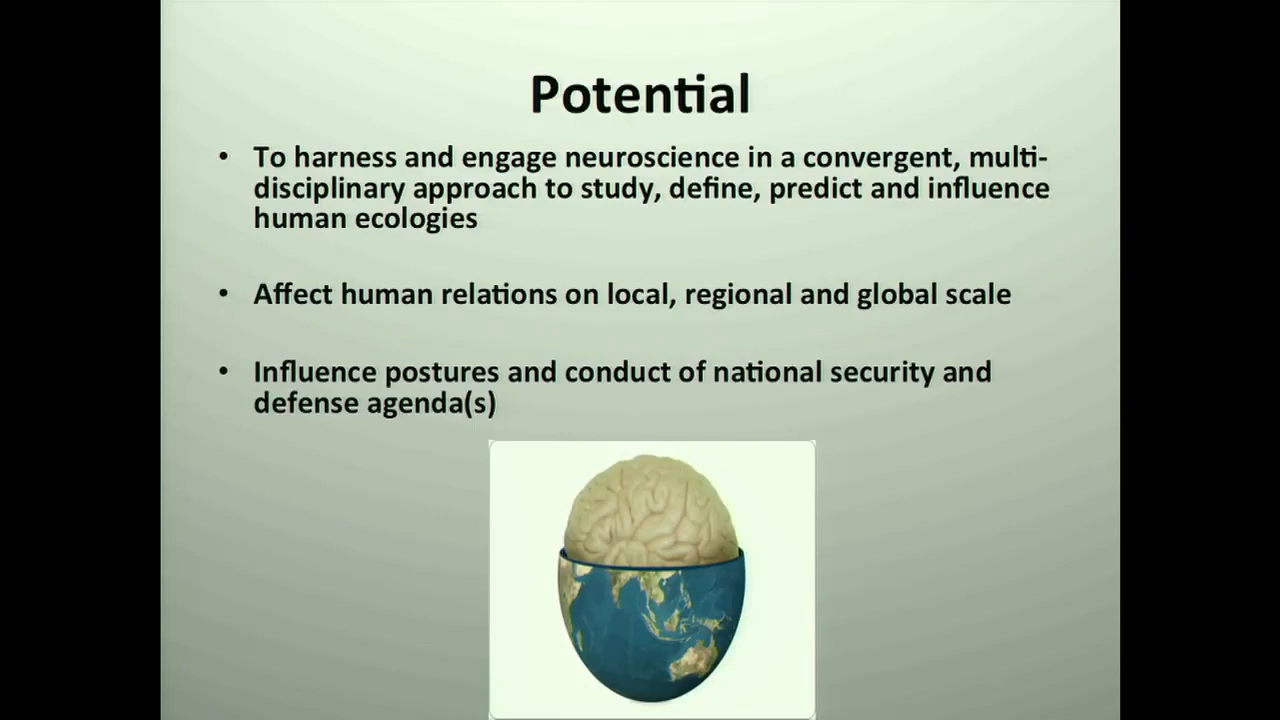 Potential
• To harness and engage neuroscience in a convergent, multi-
disciplinary approach to study, define, predict and influence
human ecologies
• Affect human relations on local, regional and global scale
• Influence postures and conduct of national security and
defense agenda(s)